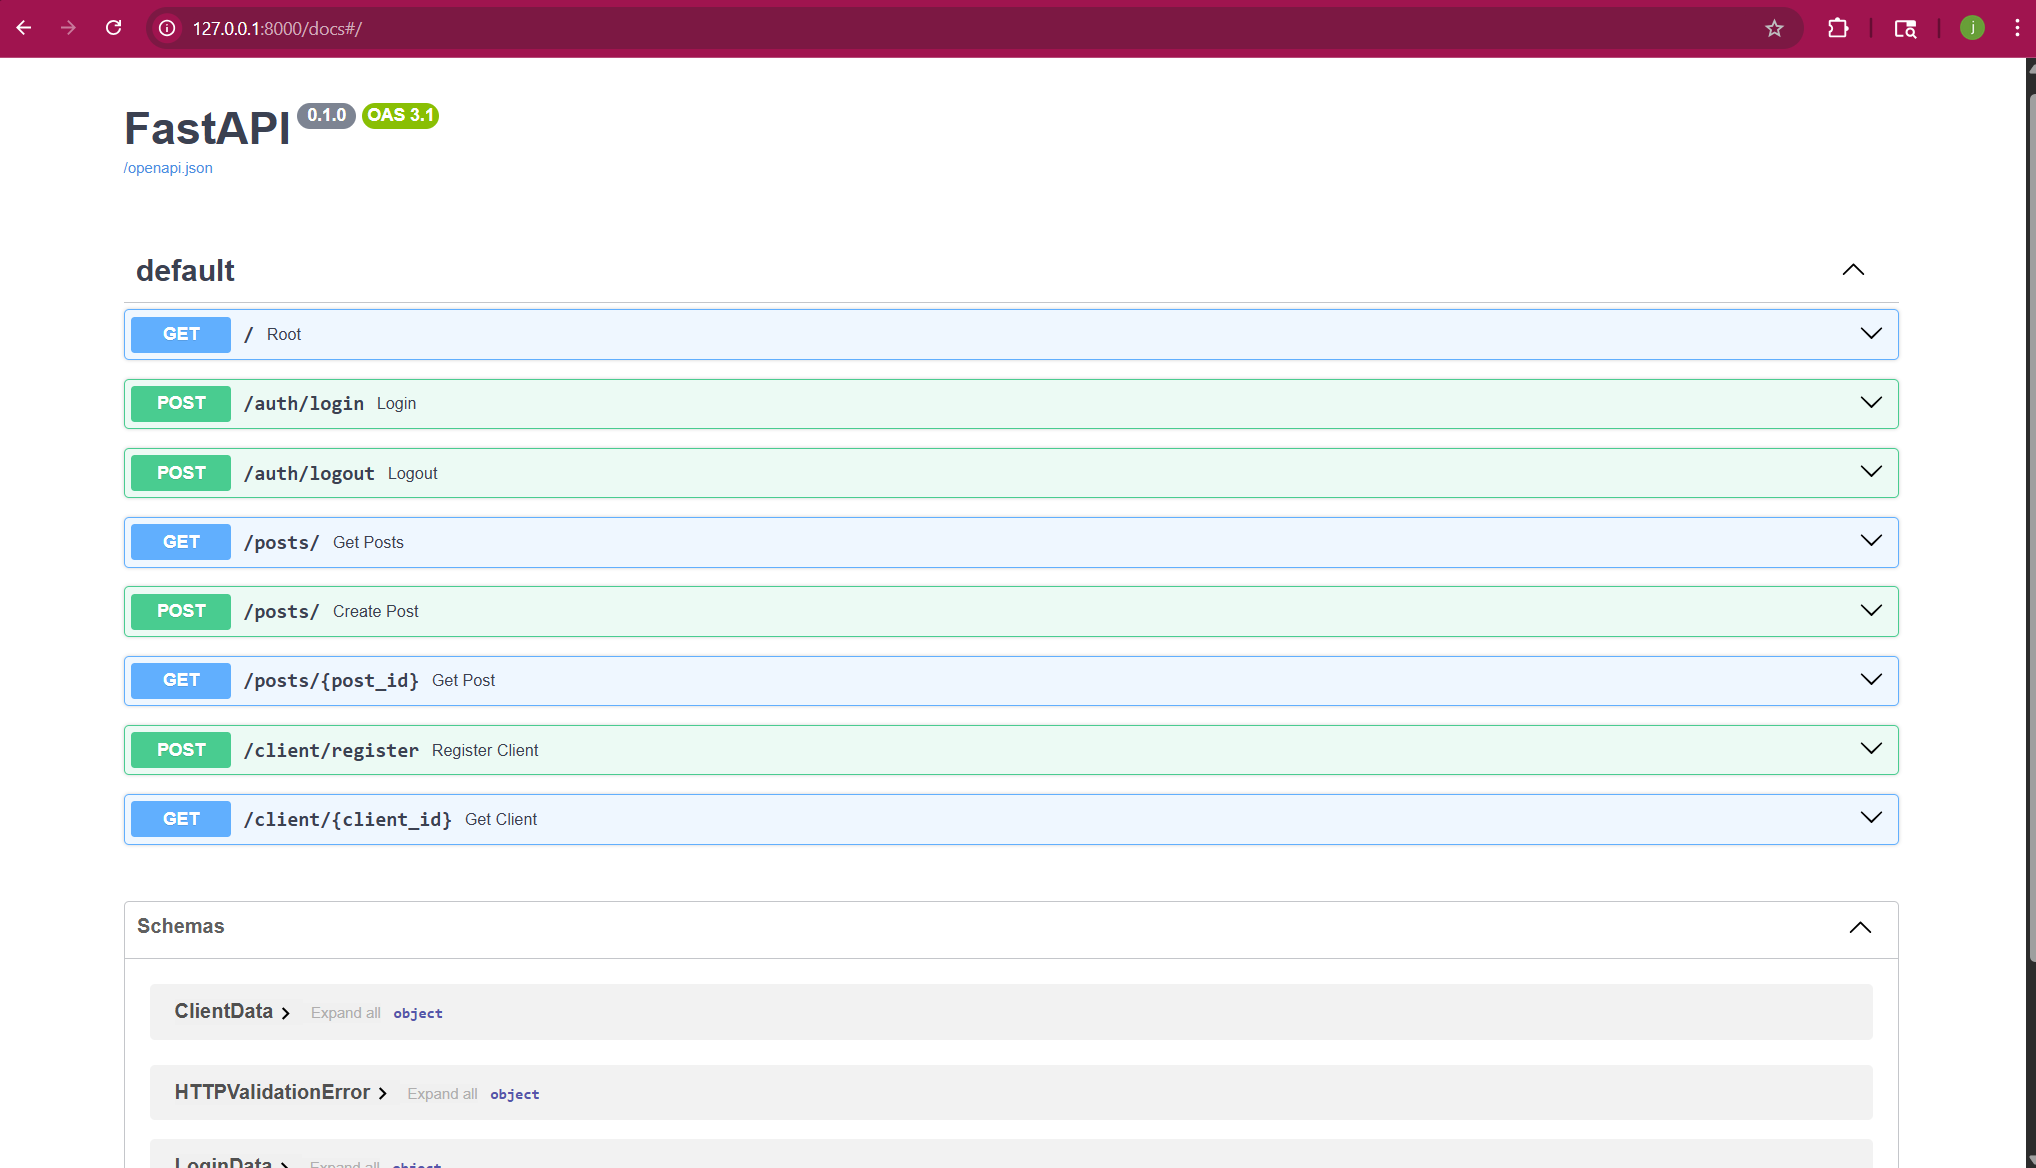 127.0.0.1:8000/docs#/
j
FastAPI 0.1.0 OAS 3.1
/openapi.json
default
GET / Root
POST /auth/login Login
POST /auth/logout Logout
GET /posts/ Get Posts
POST /posts/ Create Post
GET /posts/{post_id} Get Post
POST /client/register Register Client
GET /client/{client_id} Get Client
Schemas
ClientData Expand all object
HTTPValidationError Expand all object
LoginData Expand all object